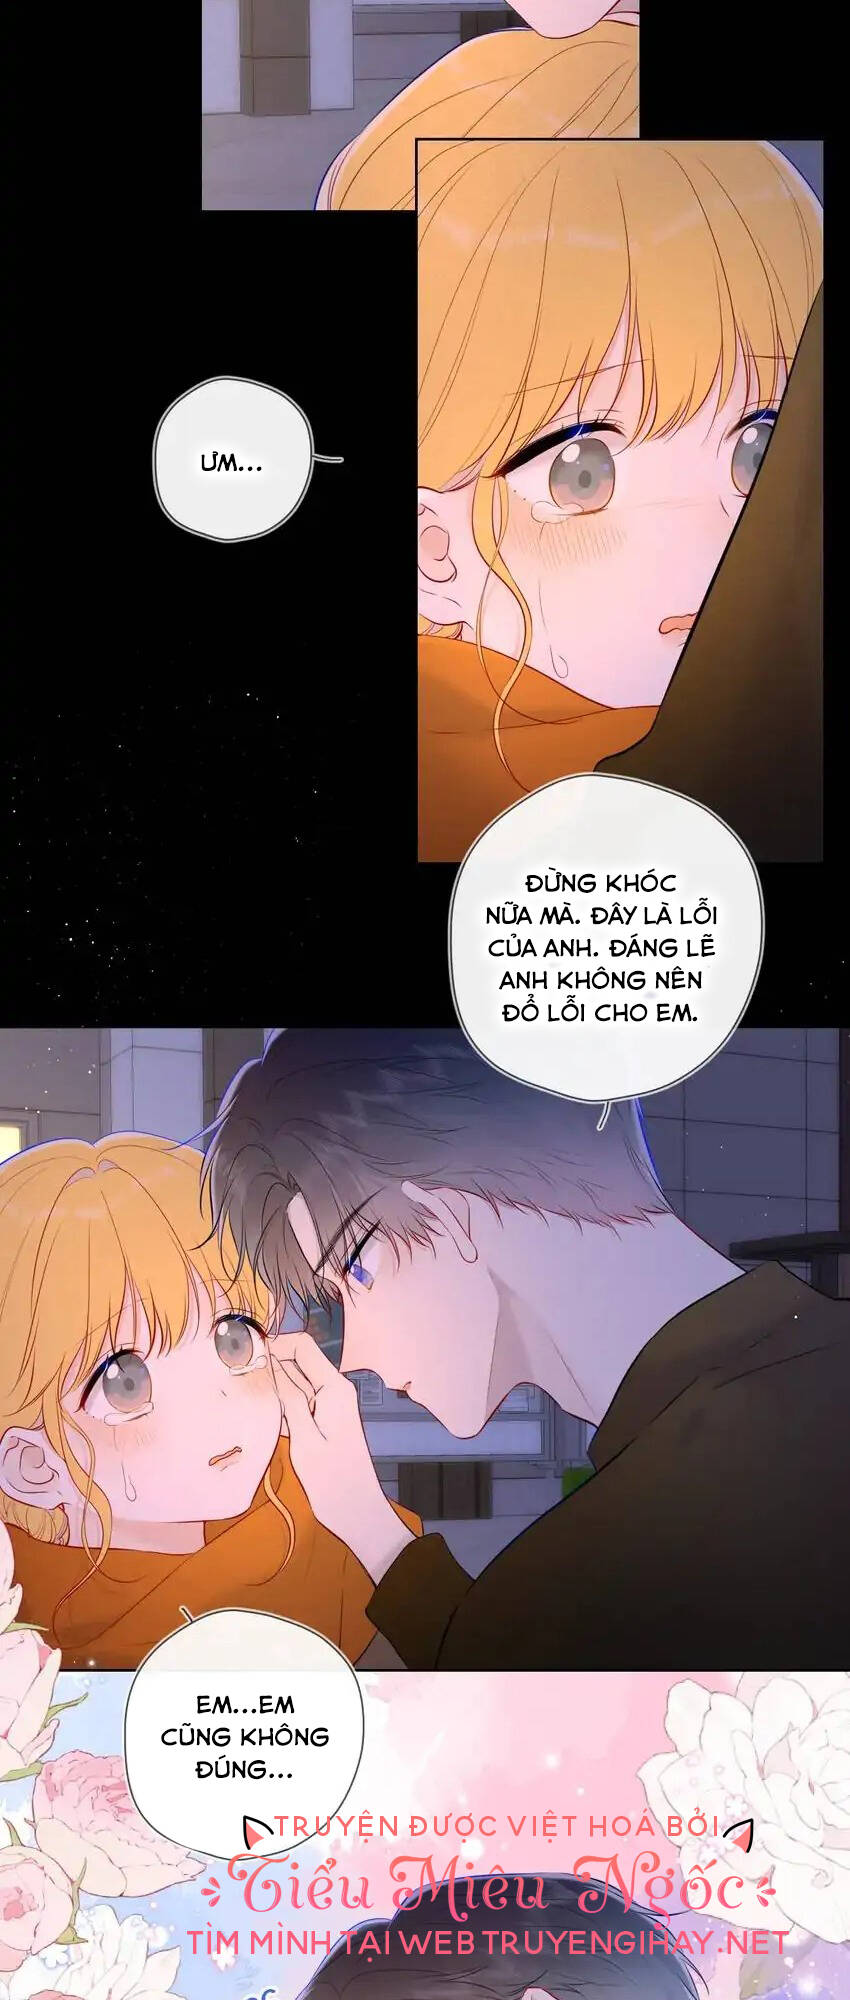 ƯM...
ĐỪNG KHÓC
NỮA MÀ. ĐÂY LÀ LỖI
CỦA ANH. ĐÁNG LẼ
ANH KHÔNG NÊN
ĐỔ LỖI CHO EM.
EM...EM
CŨNG KHÔNG
ĐÚNG...
TRUYỆN ĐƯỢC VIỆT HOÁ BỞI
Tiểu Miêu Ngốc
TÌM MÌNH TẠI WEB TRUYENGIHAY.NET